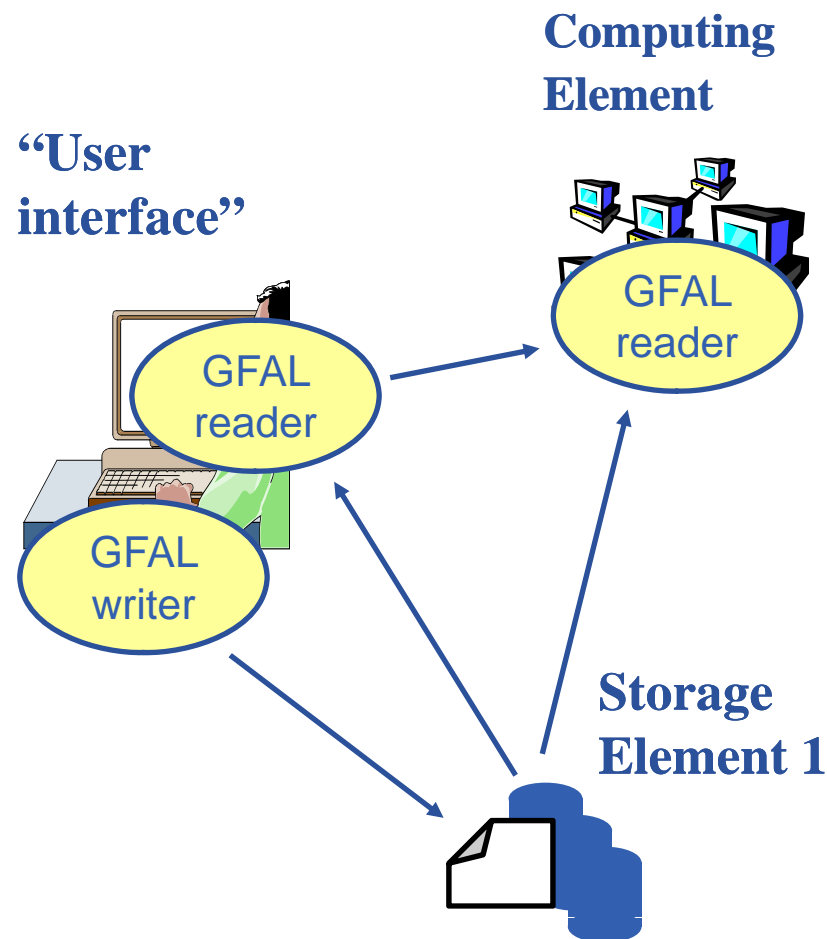 Computing
Element
“User
interface”
GFAL
reader
GFAL
reader
GFAL
writer
Storage
Element 1